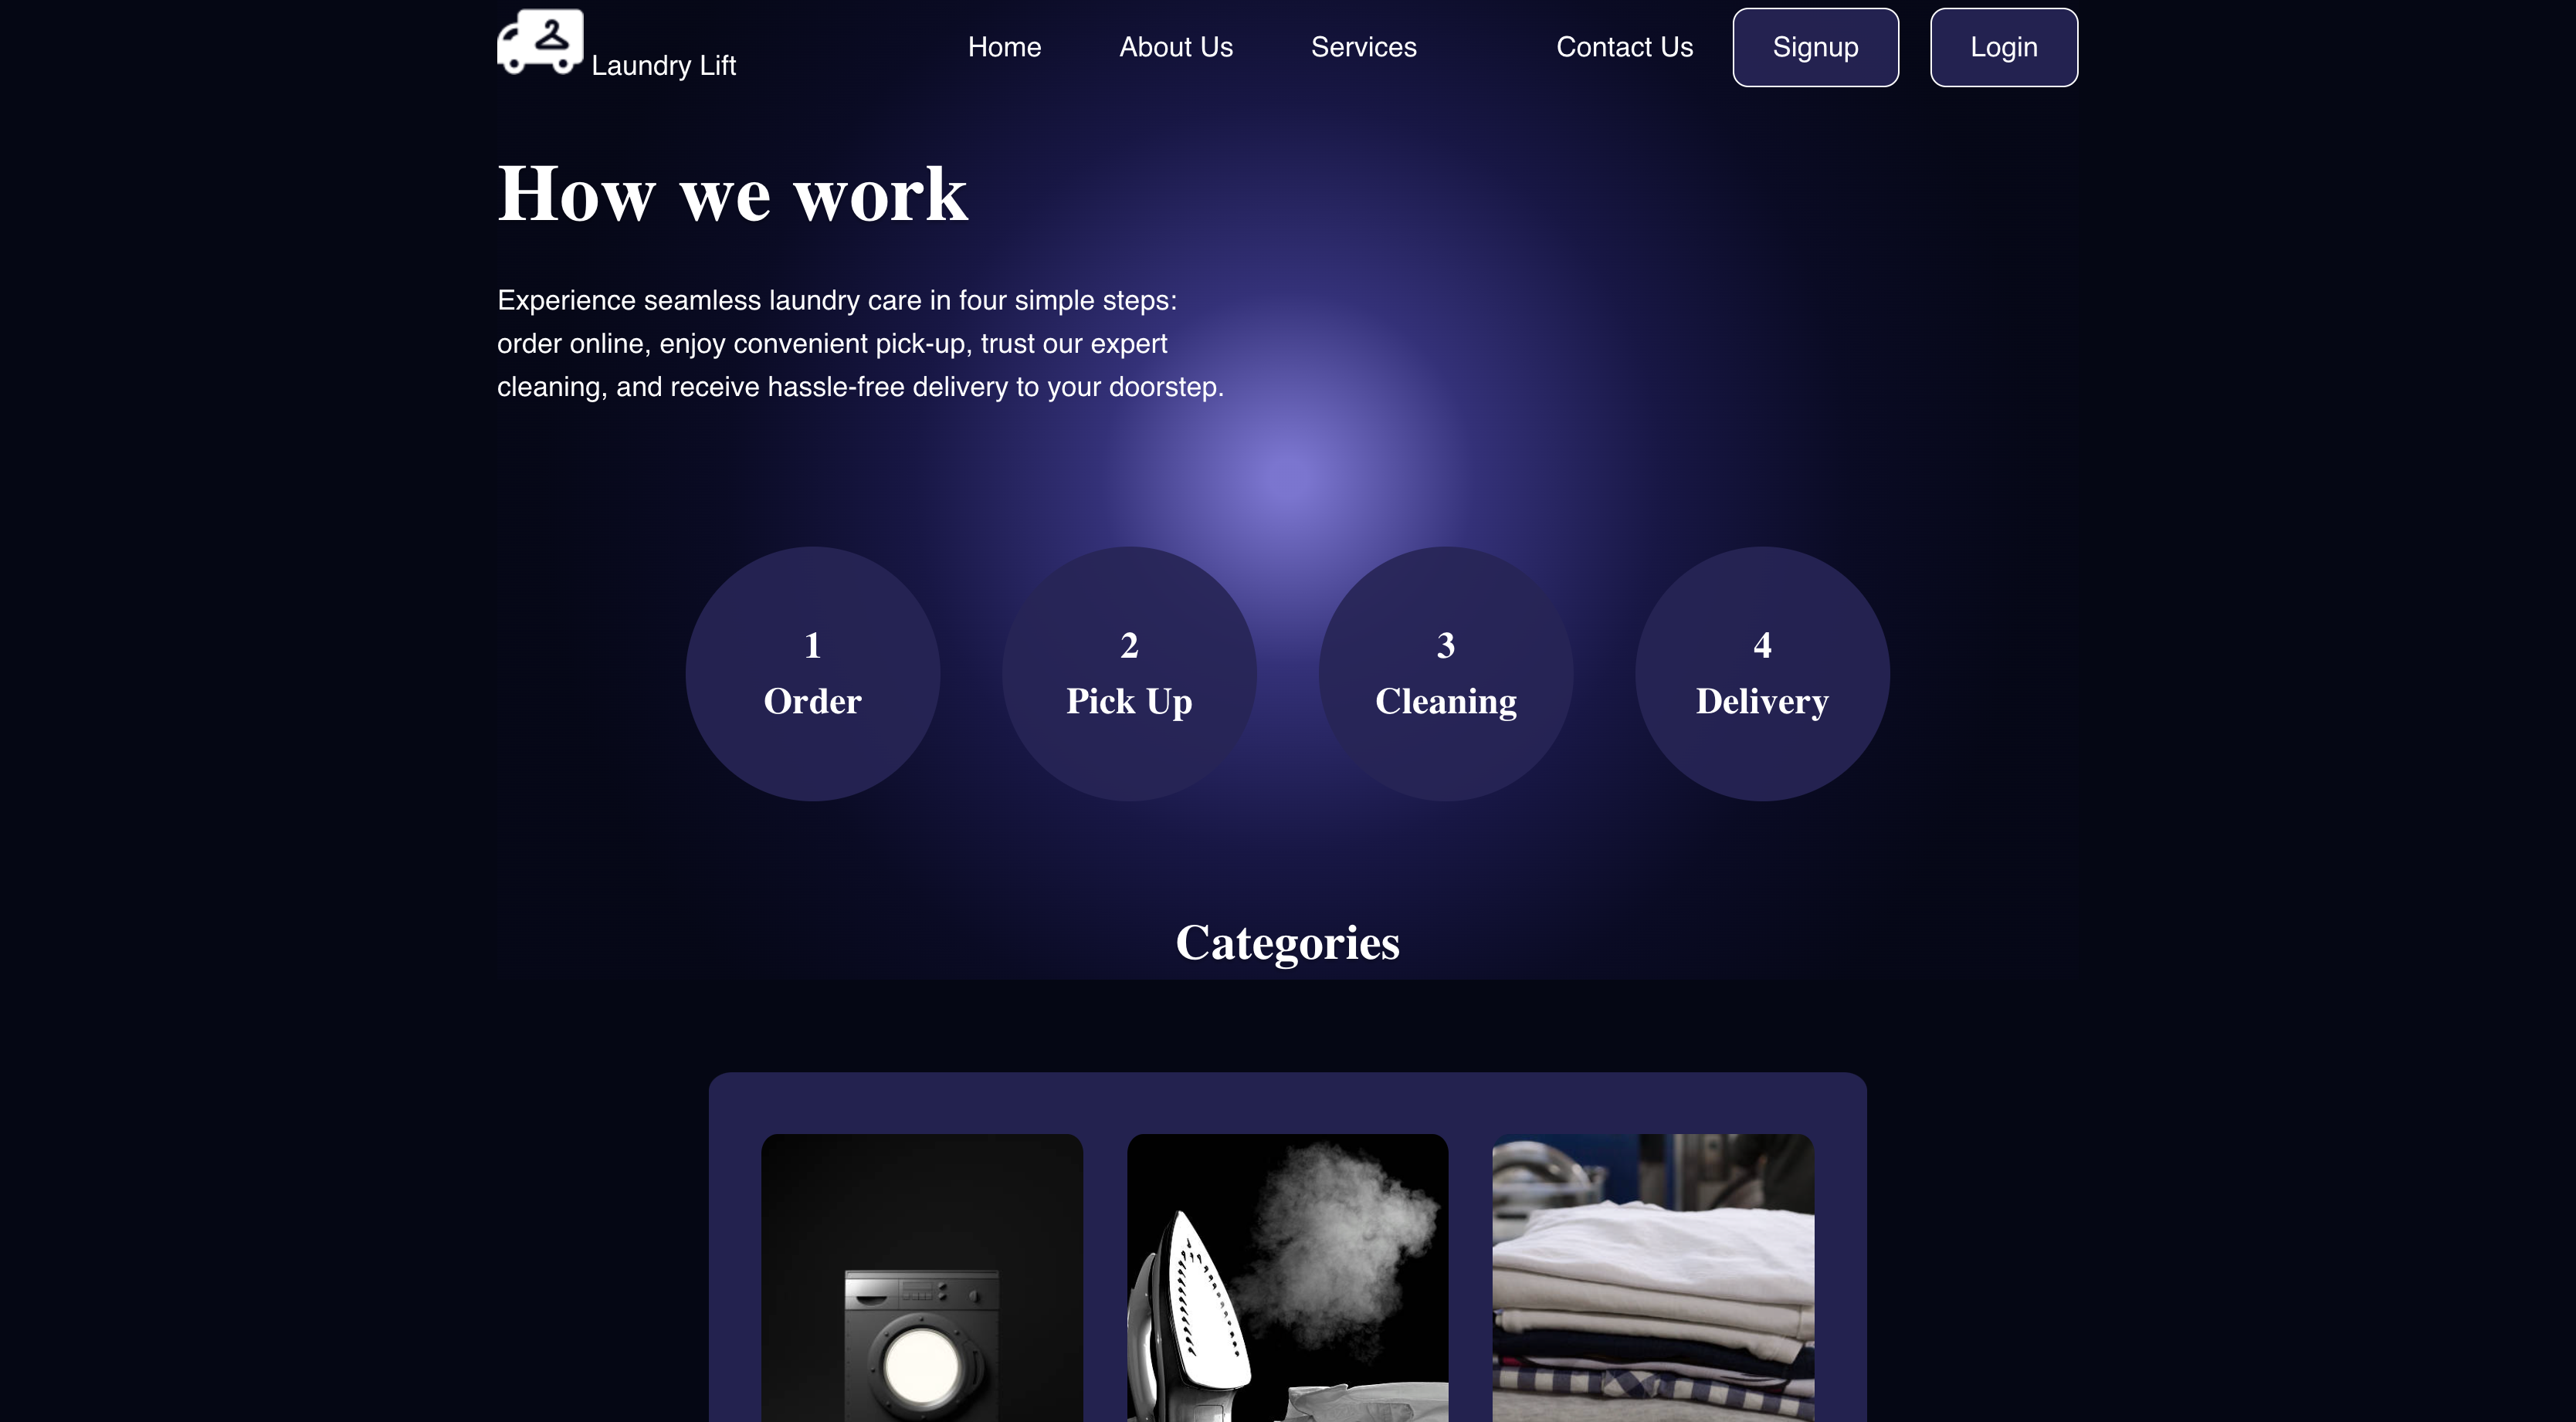 Laundry Lift
Home
About Us
Services
Contact Us
Signup
Login
How we work
Experience seamless laundry care in four simple steps:
order online, enjoy convenient pick-up, trust our expert
cleaning, and receive hassle-free delivery to your doorstep.
1
Order
2
Pick Up
3
Cleaning
4
Delivery
Categories